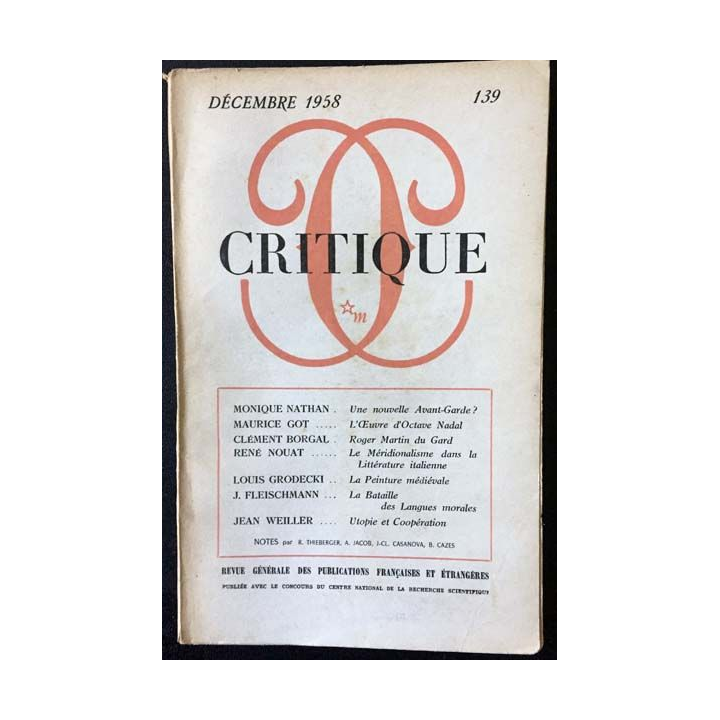 DÉCEMBRE 1958 139
CRITIQUE
m
MONIQUE NATHAN . Une nouvelle Avant-Garde ?
MAURICE GOT ..... L'Œuvre d'Octave Nadal
CLÉMENT BORGAL . Roger Martin du Gard
RENÉ NOUAT ...... Le Méridionalisme dans la
Littérature italienne
LOUIS GRODECKI .. La Peinture médiévale
J. FLEISCHMANN ... La Bataille
des Langues morales
JEAN WEILLER .... Utopie et Coopération
NOTES par R. THIEBERGER, A. JACOB, J-CL. CASANOVA, B. CAZES
REVUE GÉNÉRALE DES PUBLICATIONS FRANÇAISES ET ÉTRANGÈRES
PUBLIÉE AVEC LE CONCOURS DU CENTRE NATIONAL DE LA RECHERCHE SCIENTIFIQUE